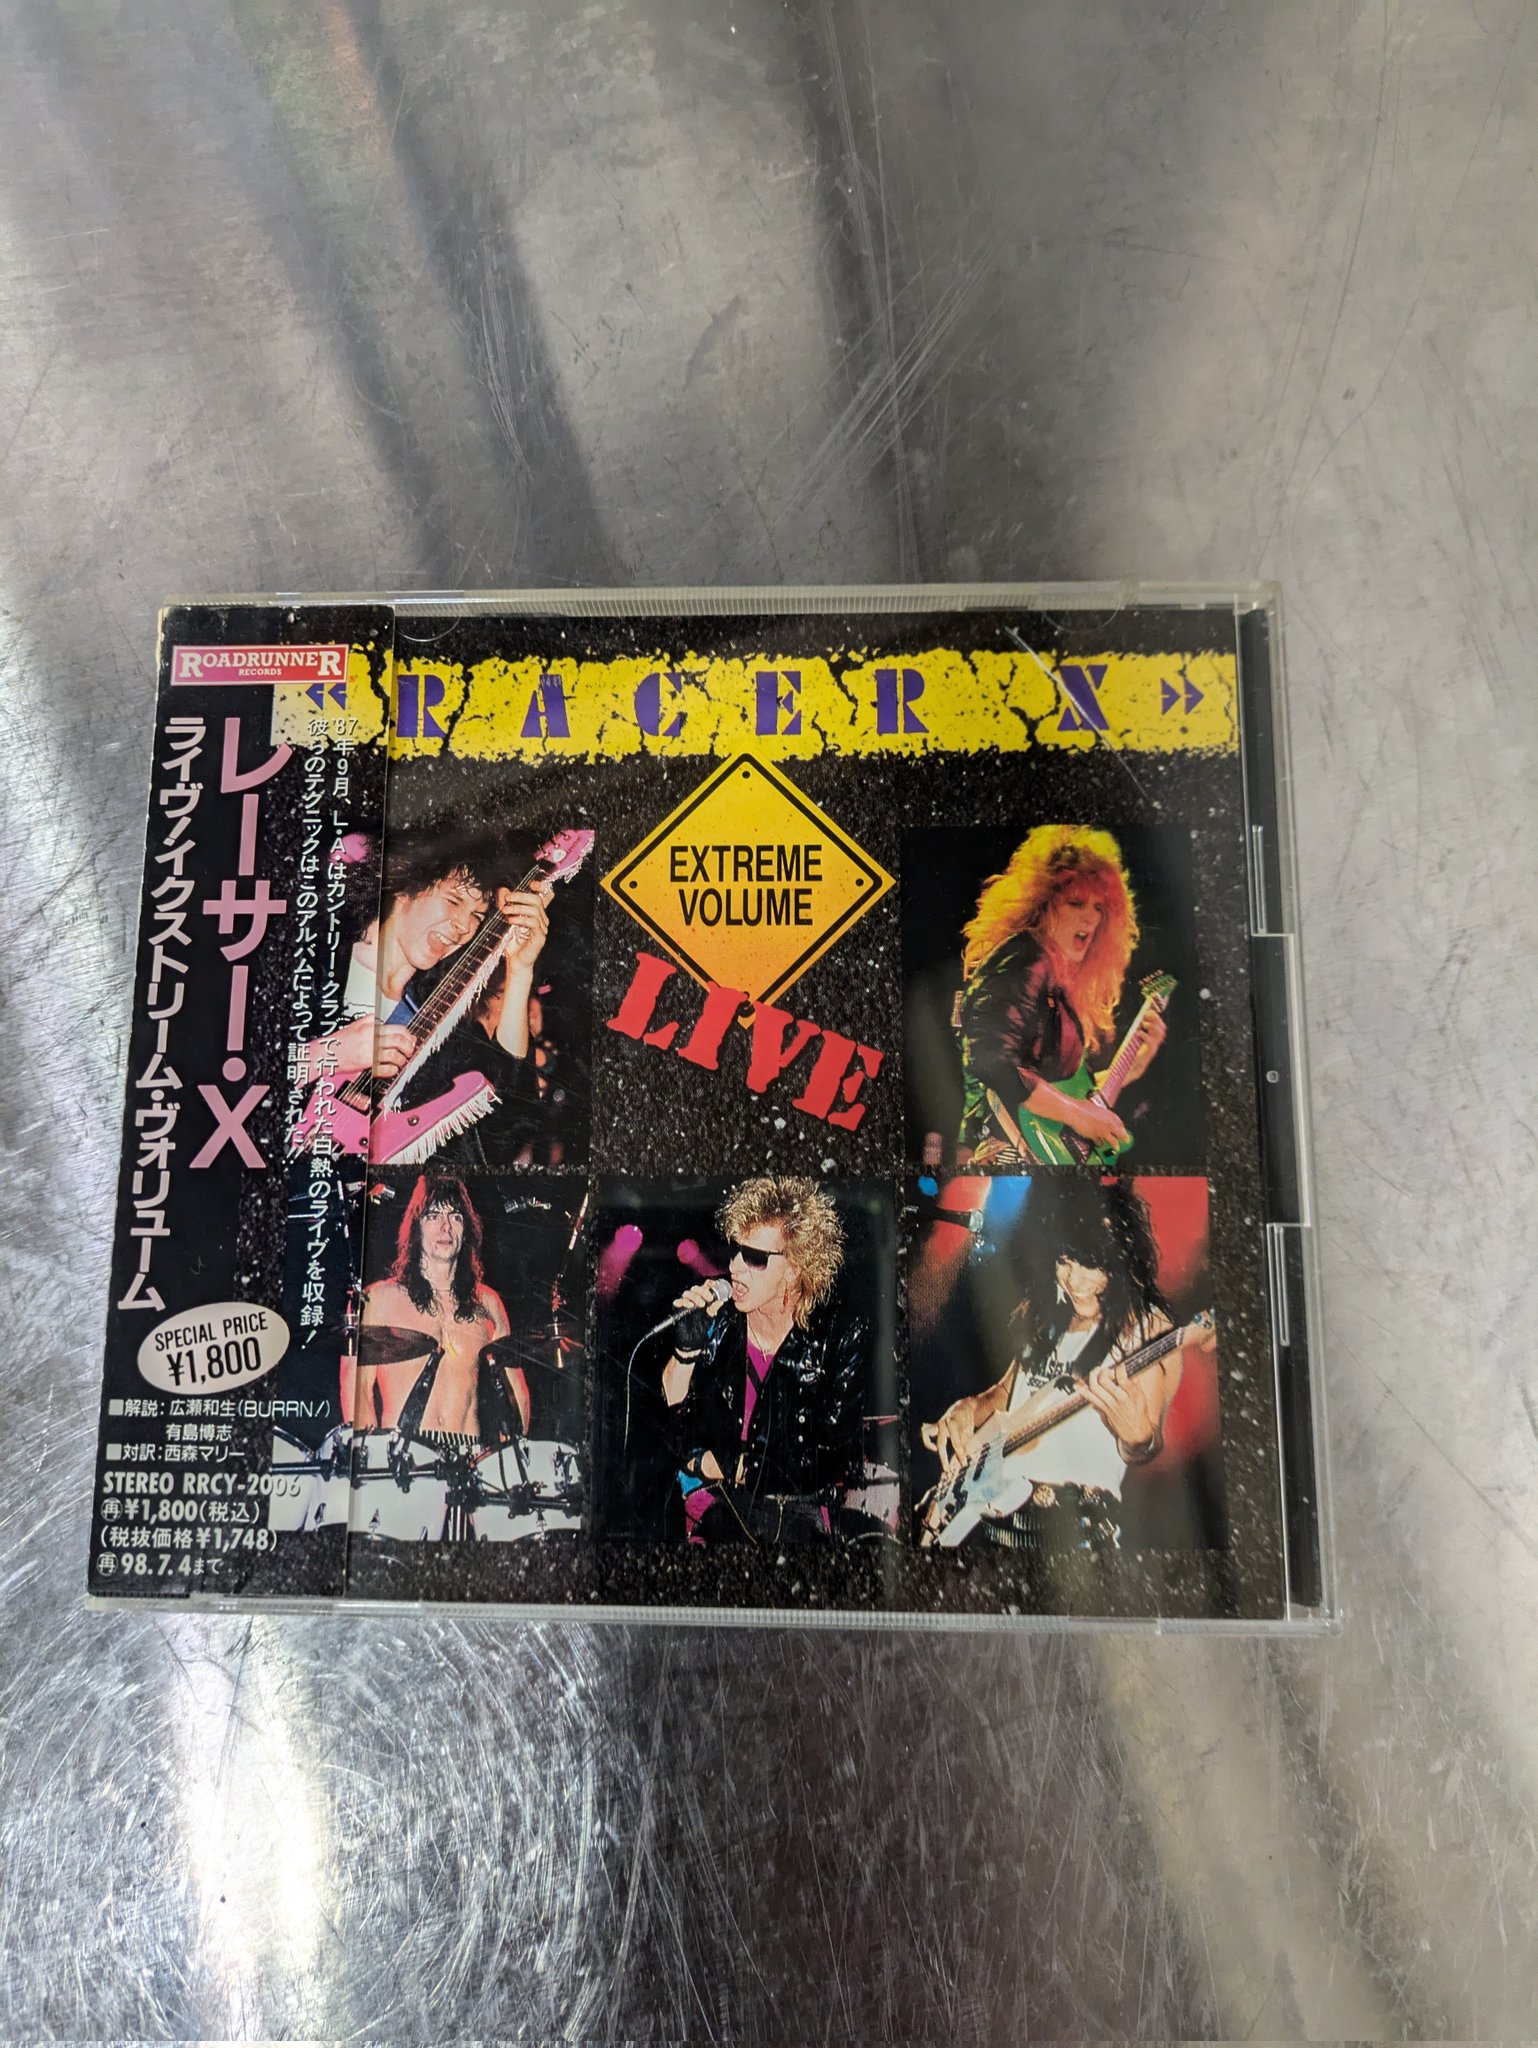 ROADRUNNER
RECORDS
レーサー・X
ライヴ!イクストリーム・ヴォリューム
'87年9月、L・A・はカントリー・クラブで行われた白熱のライヴを収録!
彼らのテクニックはこのアルバムによって証明された!!
SPECIAL PRICE
¥1,800
■解説:広瀬和生(BURRN!)
有島博志
■対訳:西森マリー
STEREO RRCY-2006
再¥1,800(税込)
(税抜価格¥1,748)
再98.7.4まで
«RACER X»
EXTREME
VOLUME
LIVE